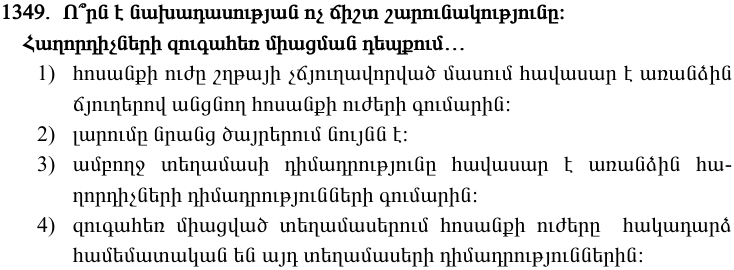 1349. Ո՞րն է նախադասության ոչ ճիշտ շարունակությունը:
Հաղորդիչների զուգահեռ միացման դեպքում...
1) հոսանքի ուժը շղթայի չճյուղավորված մասում հավասար է առանձին
ճյուղերով անցնող հոսանքի ուժերի գումարին:
2) լարումը նրանց ծայրերում նույնն է:
3) ամբողջ տեղամասի դիմադրությունը հավասար է առանձին հա-
ղորդիչների դիմադրությունների գումարին:
4) զուգահեռ միացված տեղամասերում հոսանքի ուժերը հակադարձ
համեմատական են այդ տեղամասերի դիմադրություններին: